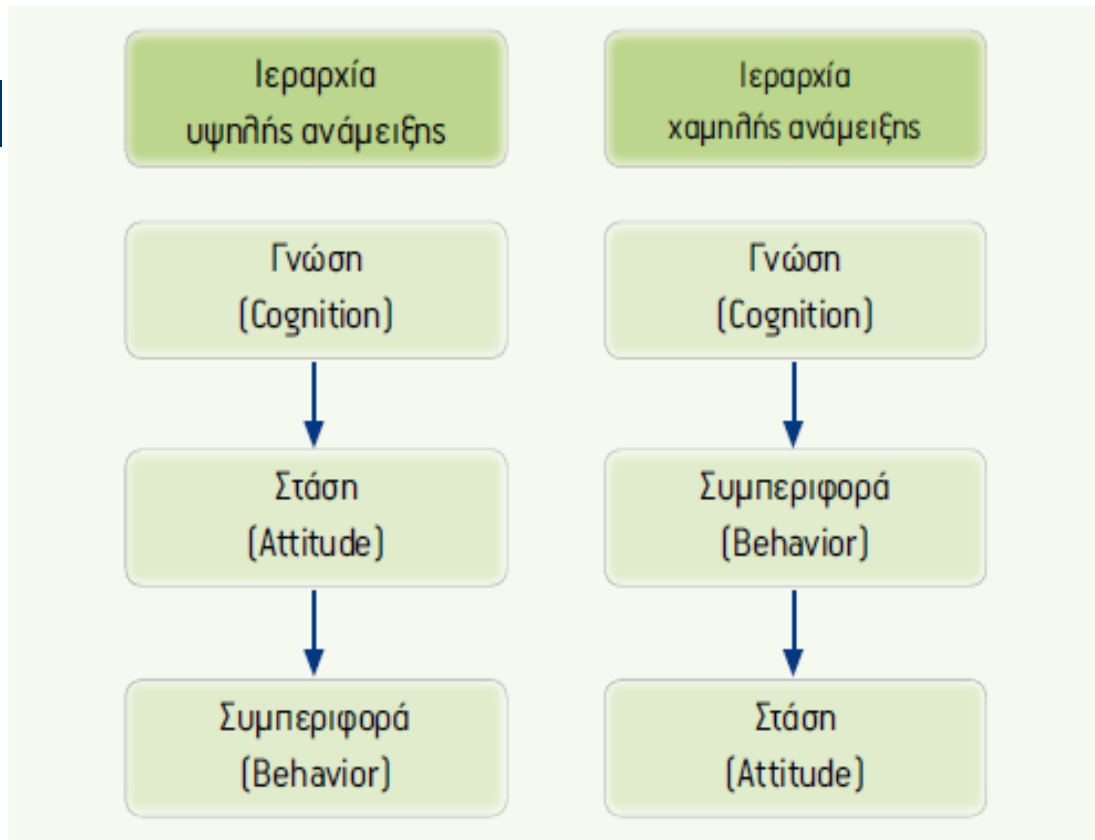 Ιεραρχία
υψηλής ανάμειξης
Ιεραρχία
χαμηλής ανάμειξης
Γνώση
(Cognition)
Γνώση
(Cognition)
Στάση
(Attitude)
Συμπεριφορά
(Behavior)
Συμπεριφορά
(Behavior)
Στάση
(Attitude)